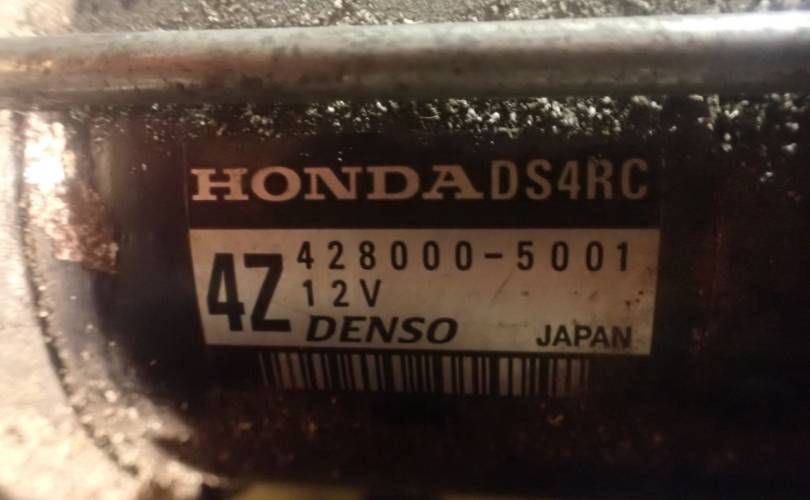 HONDA DS4RC
4Z 428000-5001
12V
DENSO JAPAN